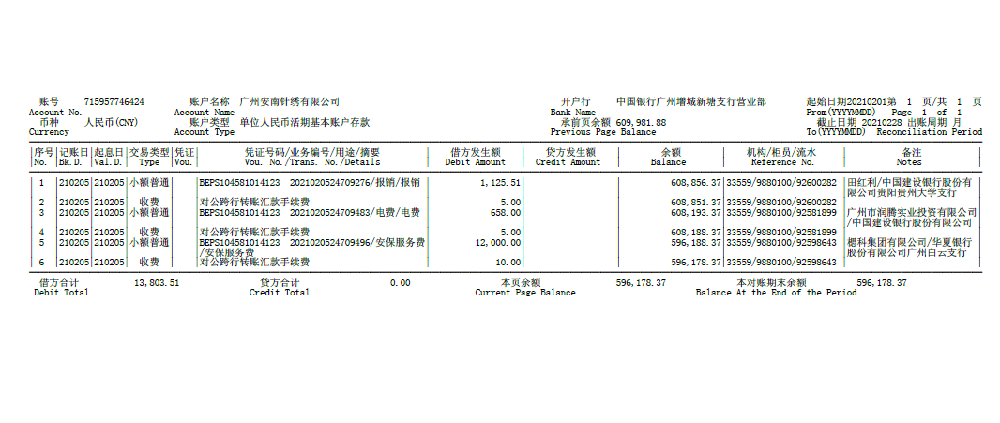 账号 715957746424 账户名称 广州安南针绣有限公司 开户行 中国银行广州增城新塘支行营业部 起始日期20210201第 1 页/共 1 页
Account No. Account Name Bank Name From(YYYYMMDD) Page 1 of 1
币种 人民币(CNY) 账户类型 单位人民币活期基本账户存款 承前页余额 609,981.88 截止日期 20210228 出账周期 月
Currency Account Type Previous Page Balance To(YYYYMMDD) Reconciliation Period
序号 记账日 起息日 交易类型 凭证 凭证号码/业务编号/用途/摘要 借方发生额 贷方发生额 余额 机构/柜员/流水 备注
No. Bk.D. Val.D. Type Vou. Vou. No./Trans. No./Details Debit Amount Credit Amount Balance Reference No. Notes
1 210205 210205 小额普通 BEPS104581014123 2021020524709276/报销/报销 1,125.51 608,856.37 33559/9880100/92600282 田红利/中国建设银行股份有
限公司贵阳贵州大学支行
2 210205 210205 收费 对公跨行转账汇款手续费 5.00 608,851.37 33559/9880100/92600282
3 210205 210205 小额普通 BEPS104581014123 2021020524709483/电费/电费 658.00 608,193.37 33559/9880100/92581899 广州市润腾实业投资有限公司
/中国建设银行股份有限公司
4 210205 210205 收费 对公跨行转账汇款手续费 5.00 608,188.37 33559/9880100/92581899
5 210205 210205 小额普通 BEPS104581014123 2021020524709496/安保服务费 12,000.00 596,188.37 33559/9880100/92598643 楒科集团有限公司/华夏银行
/安保服务费 股份有限公司广州白云支行
6 210205 210205 收费 对公跨行转账汇款手续费 10.00 596,178.37 33559/9880100/92598643
借方合计 13,803.51 贷方合计 0.00 本页余额 596,178.37 本对账期末余额 596,178.37
Debit Total Credit Total Current Page Balance Balance At the End of the Period